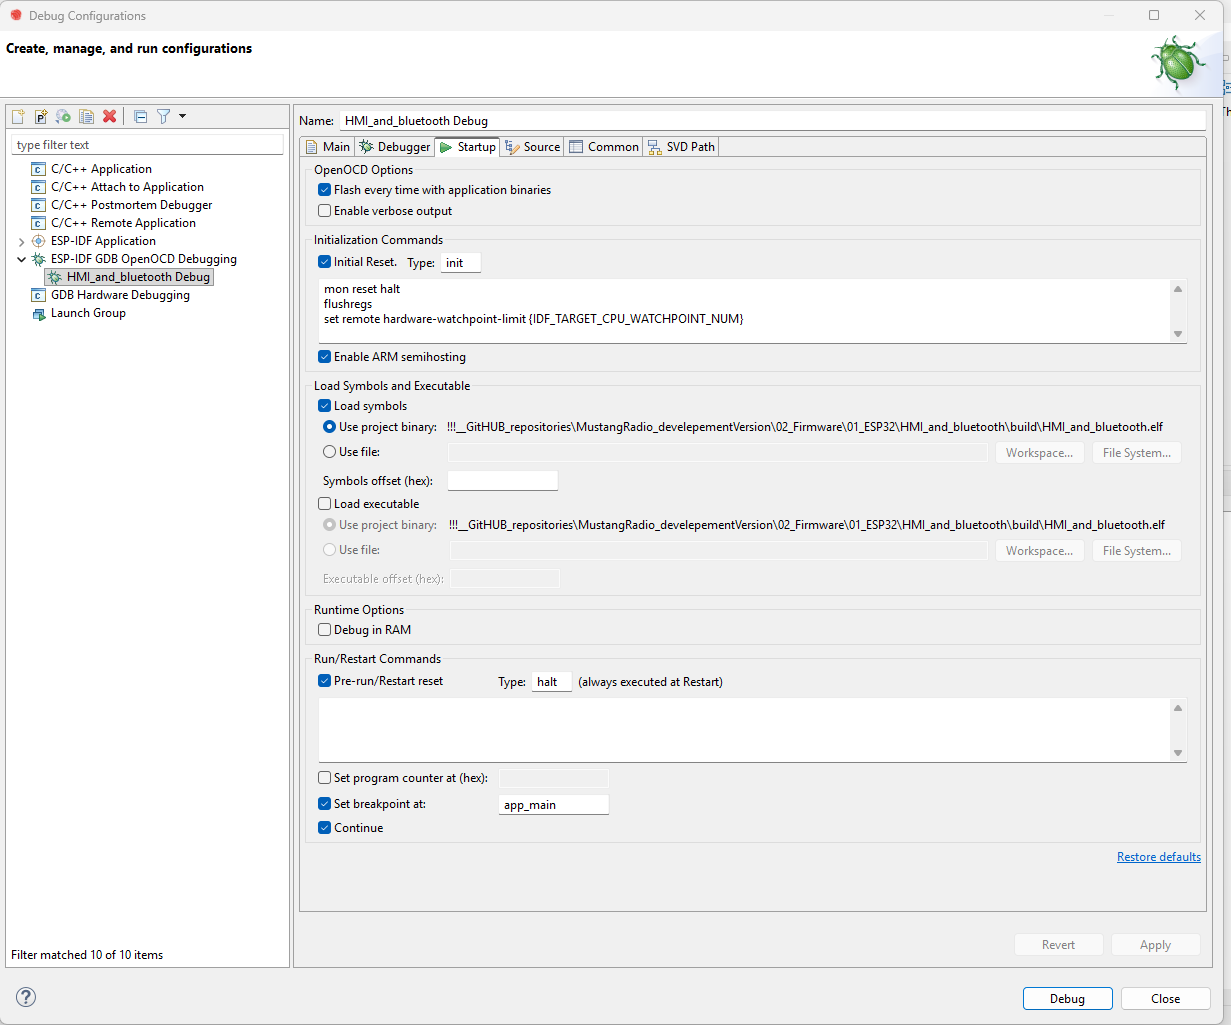 Debug Configurations
Create, manage, and run configurations
type filter text
C/C++ Application
C/C++ Attach to Application
C/C++ Postmortem Debugger
C/C++ Remote Application
ESP-IDF Application
ESP-IDF GDB OpenOCD Debugging
HMI_and_bluetooth Debug
GDB Hardware Debugging
Launch Group
Filter matched 10 of 10 items
Name: HMI_and_bluetooth Debug
Main Debugger Startup Source Common SVD Path
OpenOCD Options
Flash every time with application binaries
Enable verbose output
Initialization Commands
Initial Reset. Type: init
mon reset halt
flushregs
set remote hardware-watchpoint-limit {IDF_TARGET_CPU_WATCHPOINT_NUM}
Enable ARM semihosting
Load Symbols and Executable
Load symbols
Use project binary: !!!__GitHUB_repositories\MustangRadio_develepementVersion\02_Firmware\01_ESP32\HMI_and_bluetooth\build\HMI_and_bluetooth.elf
Use file: Workspace... File System...
Symbols offset (hex):
Load executable
Use project binary: !!!__GitHUB_repositories\MustangRadio_develepementVersion\02_Firmware\01_ESP32\HMI_and_bluetooth\build\HMI_and_bluetooth.elf
Use file: Workspace... File System...
Executable offset (hex):
Runtime Options
Debug in RAM
Run/Restart Commands
Pre-run/Restart reset Type: halt (always executed at Restart)
Set program counter at (hex):
Set breakpoint at: app_main
Continue
Restore defaults
Revert Apply
Debug Close